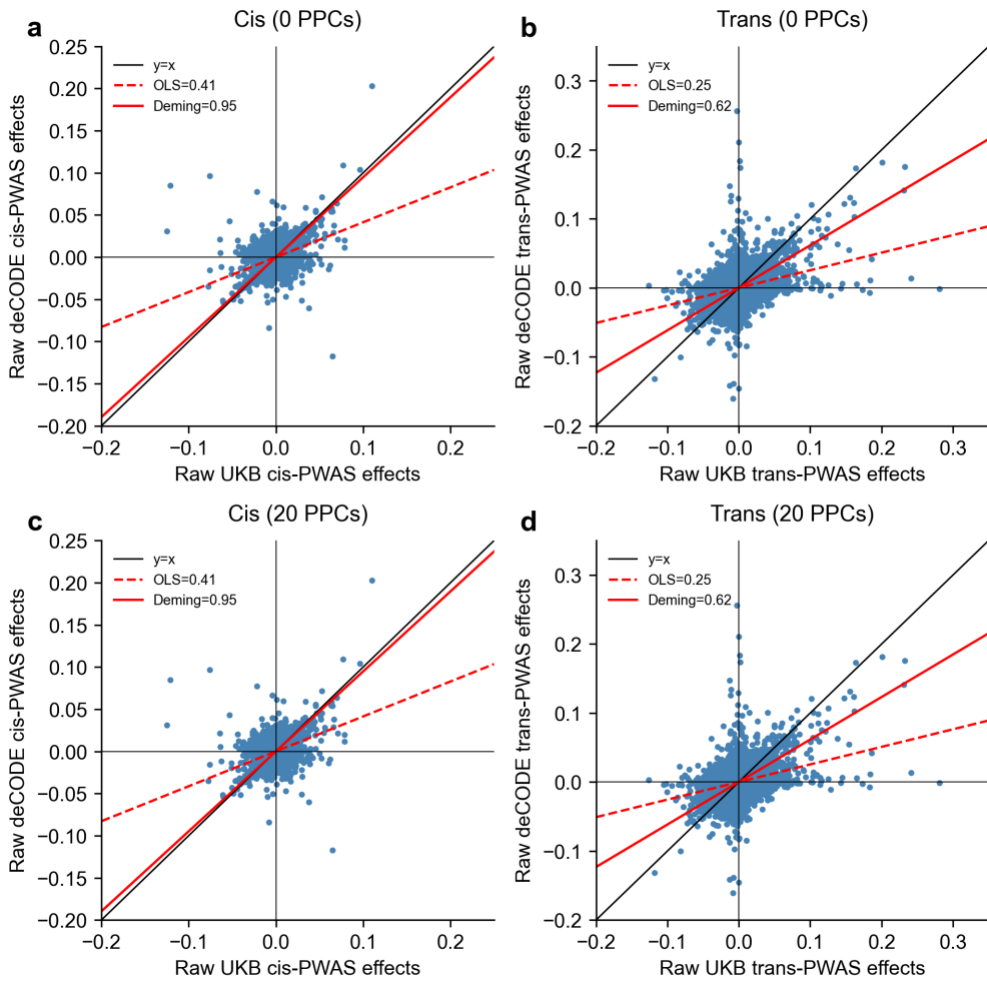 a
Cis (0 PPCs)
y=x
OLS=0.41
Deming=0.95
0.25
0.20
0.15
0.10
0.05
0.00
−0.05
−0.10
−0.15
−0.20
−0.2
−0.1
0.0
0.1
0.2
Raw deCODE cis-PWAS effects
Raw UKB cis-PWAS effects
b
Trans (0 PPCs)
y=x
OLS=0.25
Deming=0.62
0.3
0.2
0.1
0.0
−0.1
−0.2
−0.2
−0.1
0.0
0.1
0.2
0.3
Raw deCODE trans-PWAS effects
Raw UKB trans-PWAS effects
c
Cis (20 PPCs)
y=x
OLS=0.41
Deming=0.95
0.25
0.20
0.15
0.10
0.05
0.00
−0.05
−0.10
−0.15
−0.20
−0.2
−0.1
0.0
0.1
0.2
Raw deCODE cis-PWAS effects
Raw UKB cis-PWAS effects
d
Trans (20 PPCs)
y=x
OLS=0.25
Deming=0.62
0.3
0.2
0.1
0.0
−0.1
−0.2
−0.2
−0.1
0.0
0.1
0.2
0.3
Raw deCODE trans-PWAS effects
Raw UKB trans-PWAS effects